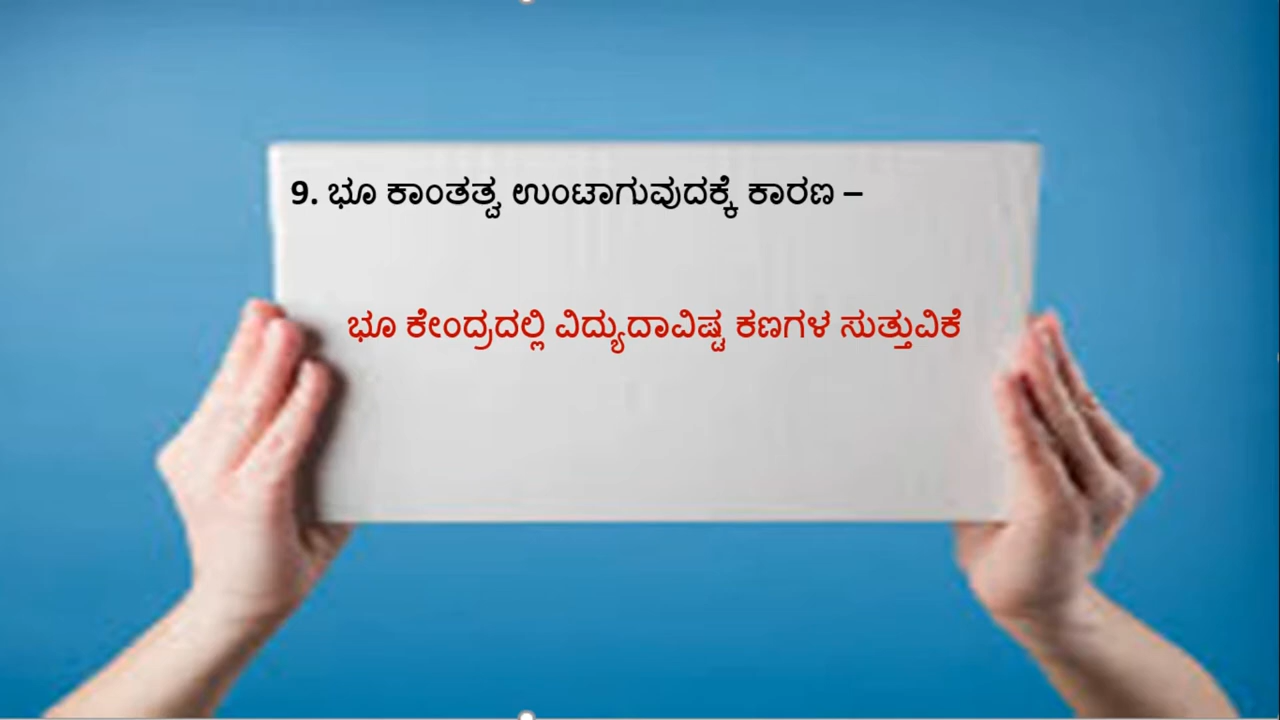 9. ಭೂ ಕಾಂತತ್ವ ಉಂಟಾಗುವುದಕ್ಕೆ ಕಾರಣ –
ಭೂ ಕೇಂದ್ರದಲ್ಲಿ ವಿದ್ಯುದಾವಿಷ್ಟ ಕಣಗಳ ಸುತ್ತುವಿಕೆ